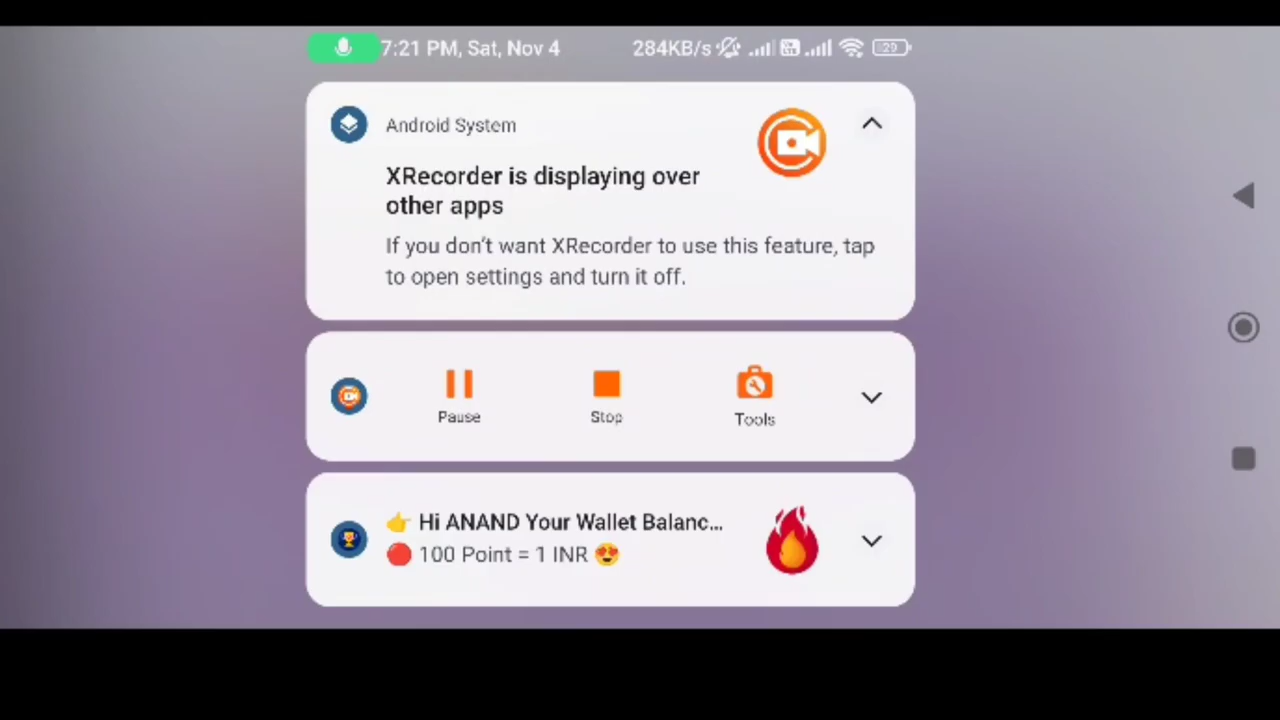 7:21 PM, Sat, Nov 4 284KB/s 29
Android System
XRecorder is displaying over
other apps
If you don't want XRecorder to use this feature, tap
to open settings and turn it off.
Pause Stop Tools
👉 Hi ANAND Your Wallet Balanc...
🔴 100 Point = 1 INR 😍